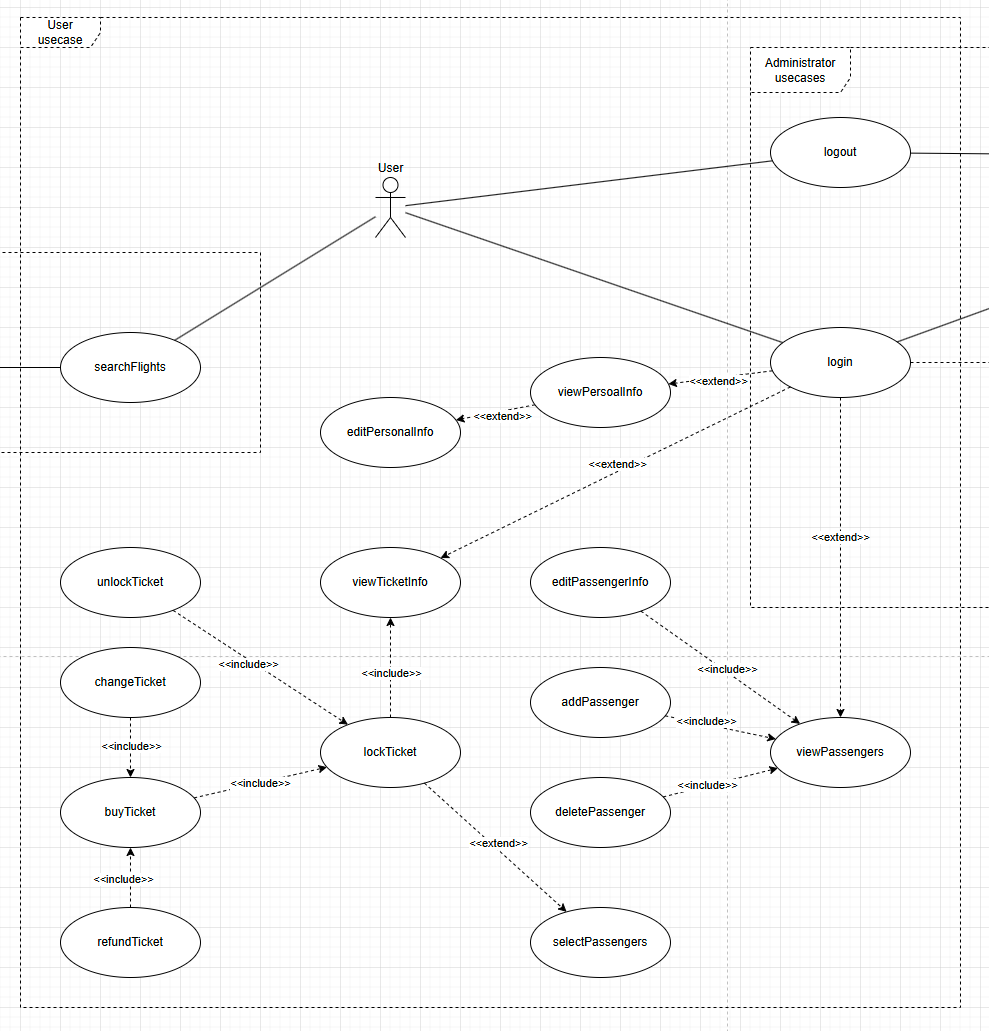 User
usecase
Administrator
usecases
logout
User
searchFlights
login
viewPersoalInfo
<<extend>>
editPersonalInfo
<<extend>>
<<extend>>
<<extend>>
unlockTicket
viewTicketInfo
editPassengerInfo
<<include>>
<<include>>
<<include>>
changeTicket
addPassenger
<<include>>
<<include>>
lockTicket
viewPassengers
<<include>>
<<include>>
buyTicket
deletePassenger
<<extend>>
<<include>>
refundTicket
selectPassengers